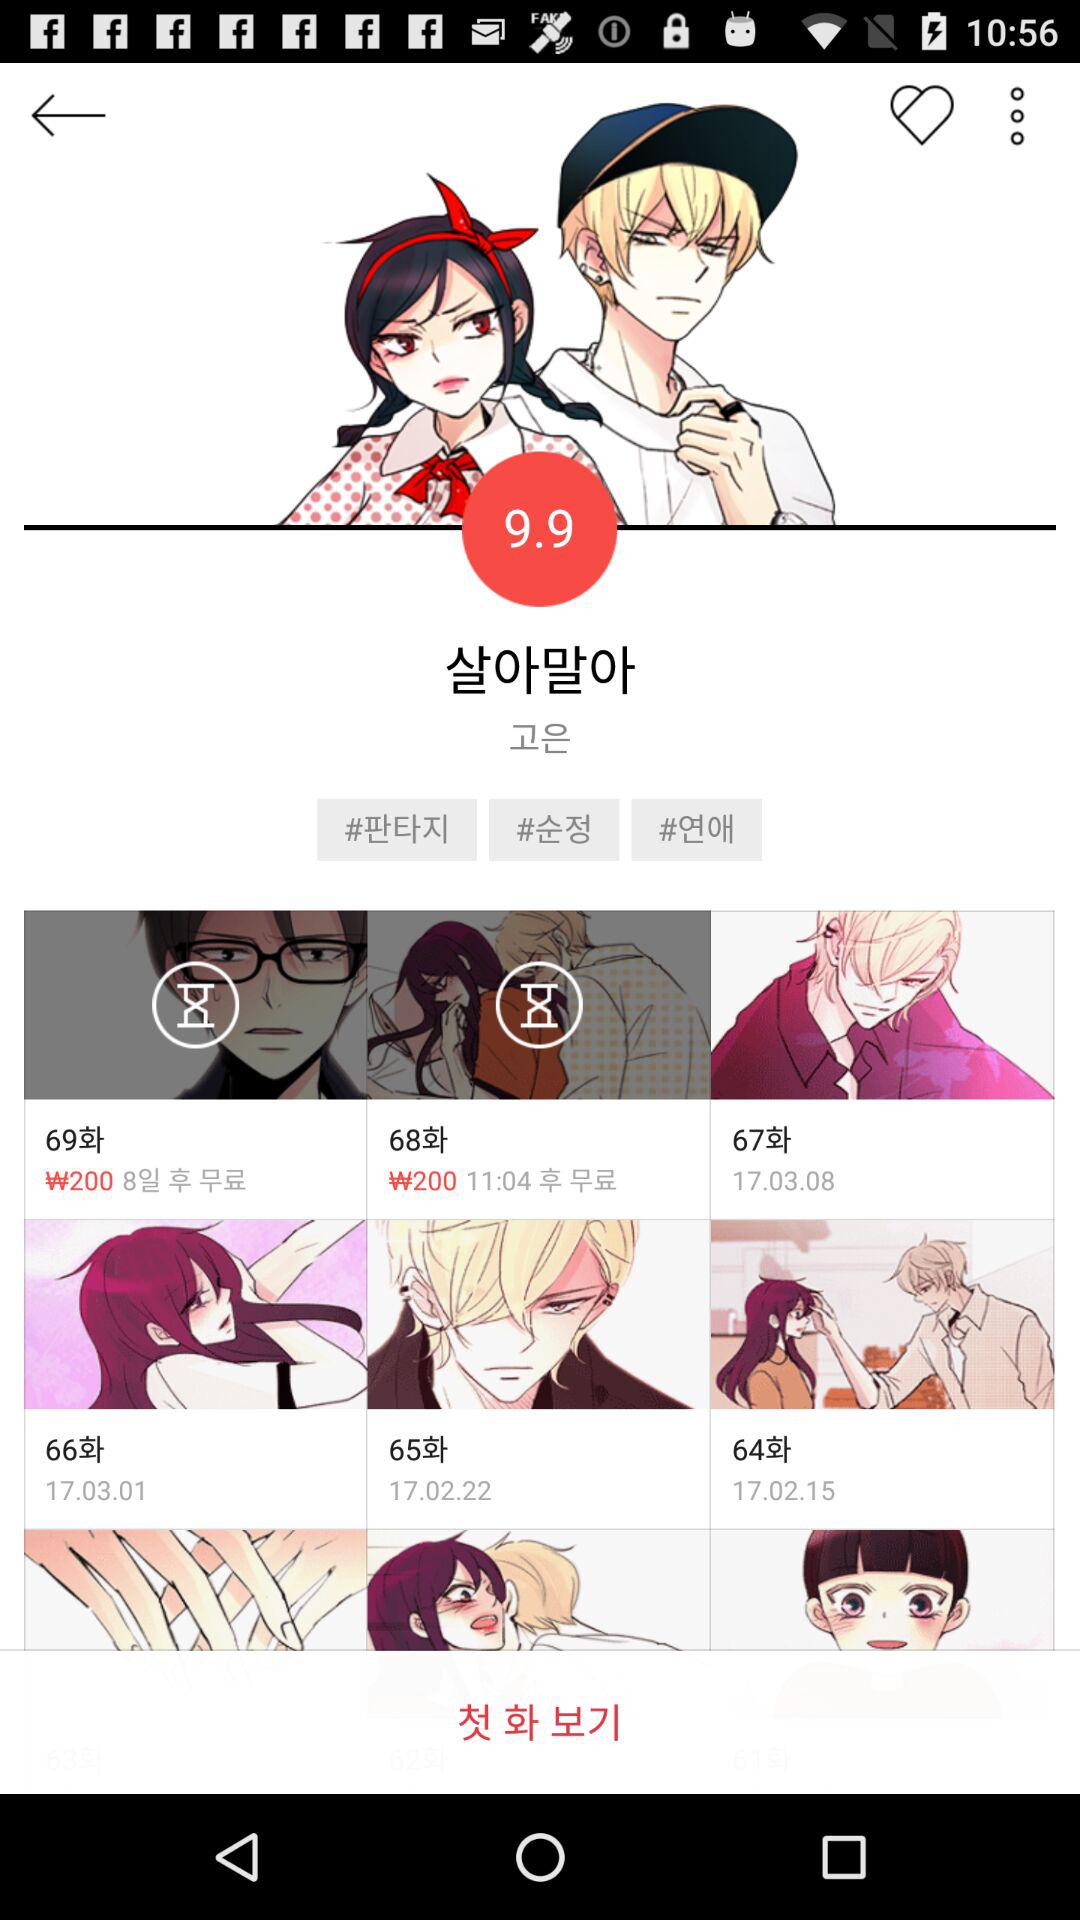 FAKE
10:56
9.9
살아말아
고은
#판타지 #순정 #연애
69화
₩200 8일 후 무료
68화
₩200 11:04 후 무료
67화
17.03.08
66화
17.03.01
65화
17.02.22
64화
17.02.15
63화
62화
61화
첫 화 보기